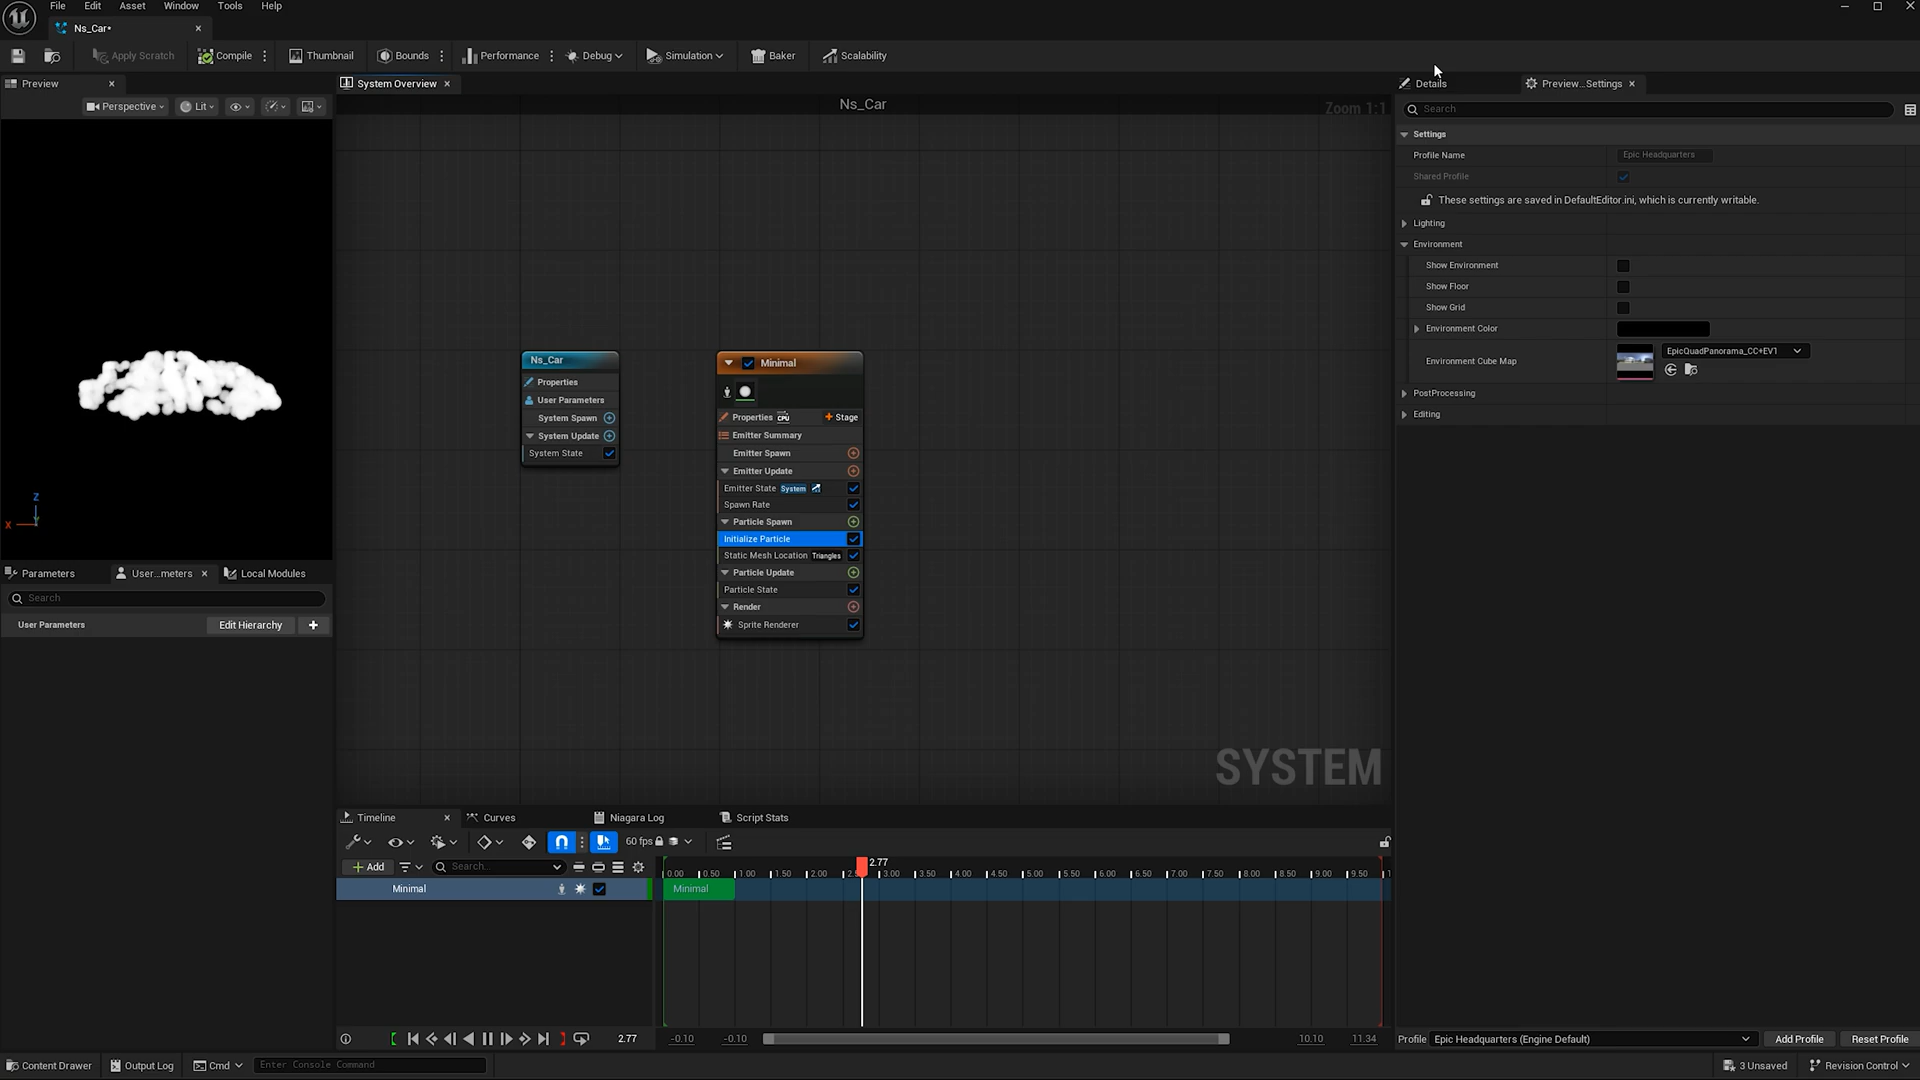 File Edit Asset Window Tools Help
Ns_Car•
Apply Scratch Compile Thumbnail Bounds Performance Debug Simulation Baker Scalability
Preview
Perspective Lit
Z
X
Parameters User...meters Local Modules
Search
User Parameters Edit Hierarchy +
System Overview
Ns_Car
Zoom 1:1
Ns_Car
Properties
User Parameters
System Spawn
System Update
System State
Minimal
Properties CPU Stage
Emitter Summary
Emitter Spawn
Emitter Update
Emitter State System
Spawn Rate
Particle Spawn
Initialize Particle
Static Mesh Location Triangles
Particle Update
Particle State
Render
Sprite Renderer
SYSTEM
Timeline Curves Niagara Log Script Stats
60 fps
+ Add Search...
2.77
0.00 0.50 1.00 1.50 2.00 2.5 3.00 3.50 4.00 4.50 5.00 5.50 6.00 6.50 7.00 7.50 8.00 8.50 9.00 9.50 1
Minimal Minimal
2.77 -0.10 -0.10 10.10 11.34
Details Preview...Settings
Search
Settings
Profile Name Epic Headquarters
Shared Profile
These settings are saved in DefaultEditor.ini, which is currently writable.
Lighting
Environment
Show Environment
Show Floor
Show Grid
Environment Color
Environment Cube Map EpicQuadPanorama_CC+EV1
PostProcessing
Editing
Profile Epic Headquarters (Engine Default) Add Profile Reset Profile
Content Drawer Output Log Cmd Enter Console Command 3 Unsaved Revision Control